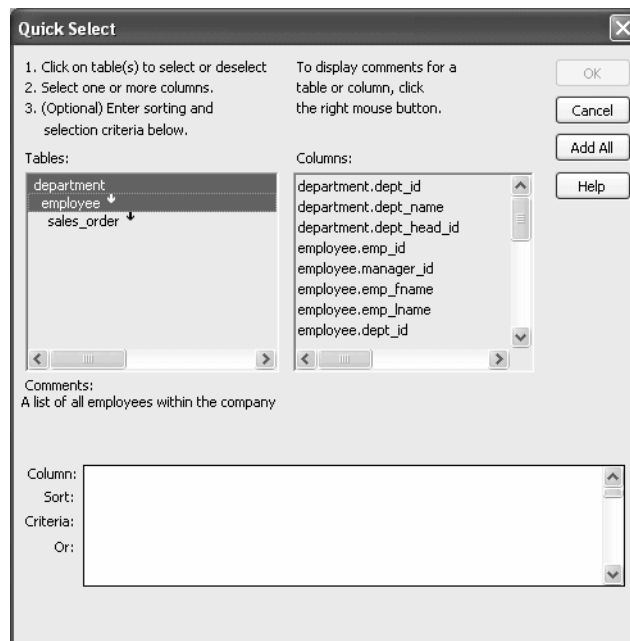 Quick Select
1. Click on table(s) to select or deselect
2. Select one or more columns.
3. (Optional) Enter sorting and
selection criteria below.
To display comments for a
table or column, click
the right mouse button.
OK
Cancel
Add All
Help
Tables:
department
employee
sales_order
Columns:
department.dept_id
department.dept_name
department.dept_head_id
employee.emp_id
employee.manager_id
employee.emp_fname
employee.emp_lname
employee.dept_id
Comments:
A list of all employees within the company
Column:
Sort:
Criteria:
Or: